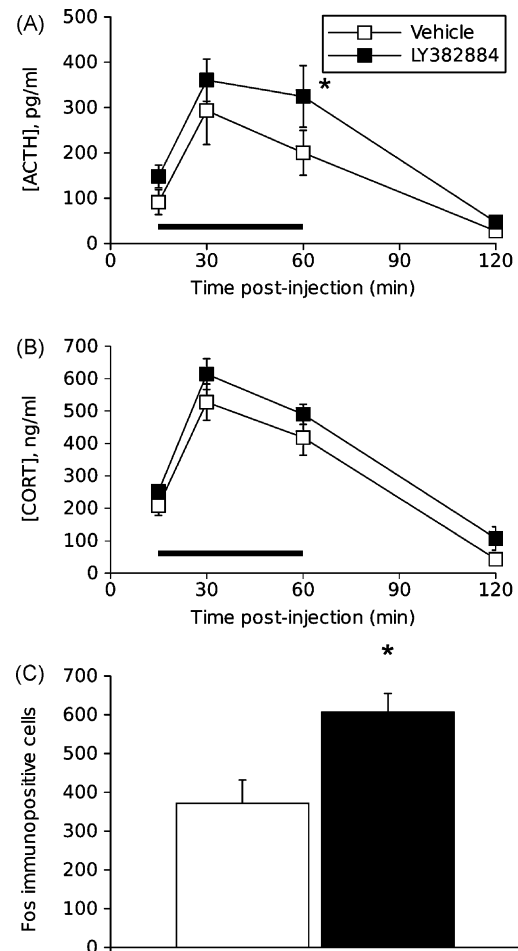 (A)
500
400
300
200
100
0
[ACTH], pg/ml
Vehicle
LY382884
*
0 30 60 90 120
Time post-injection (min)
(B)
700
600
500
400
300
200
100
0
[CORT], ng/ml
0 30 60 90 120
Time post-injection (min)
(C)
*
700
600
500
400
300
200
100
0
Fos immunopositive cells